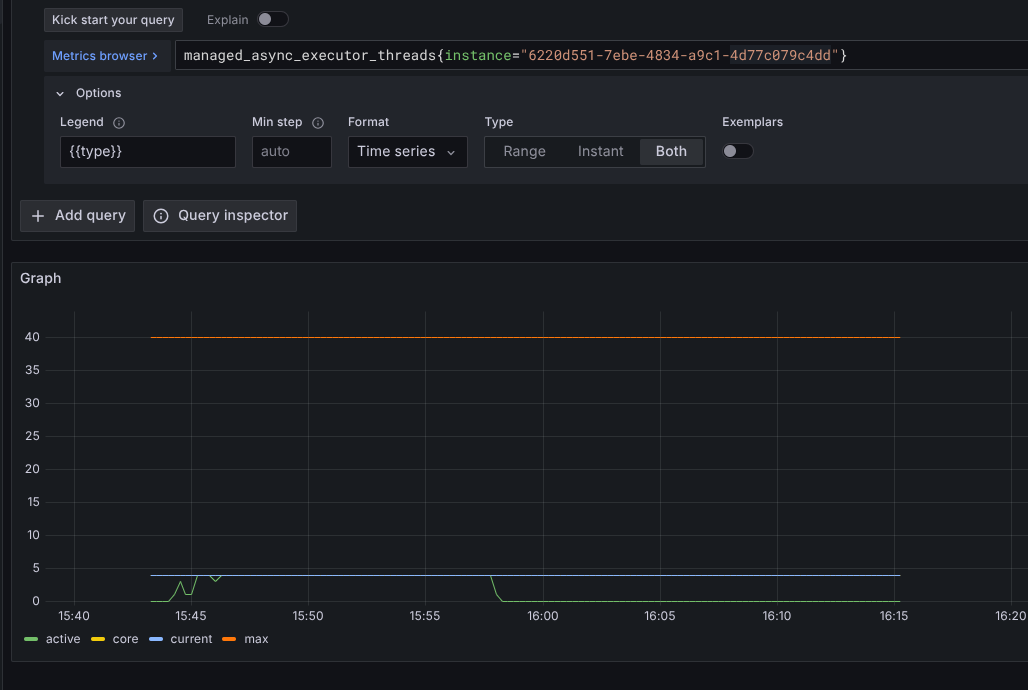 Kick start your query Explain
Metrics browser > managed_async_executor_threads{instance="6220d551-7ebe-4834-a9c1-4d77c079c4dd"}
Options
Legend Min step Format Type Exemplars
{{type}} auto Time series Range Instant Both
+ Add query Query inspector
Graph
40
35
30
25
20
15
10
5
0
15:40 15:45 15:50 15:55 16:00 16:05 16:10 16:15 16:20
active core current max